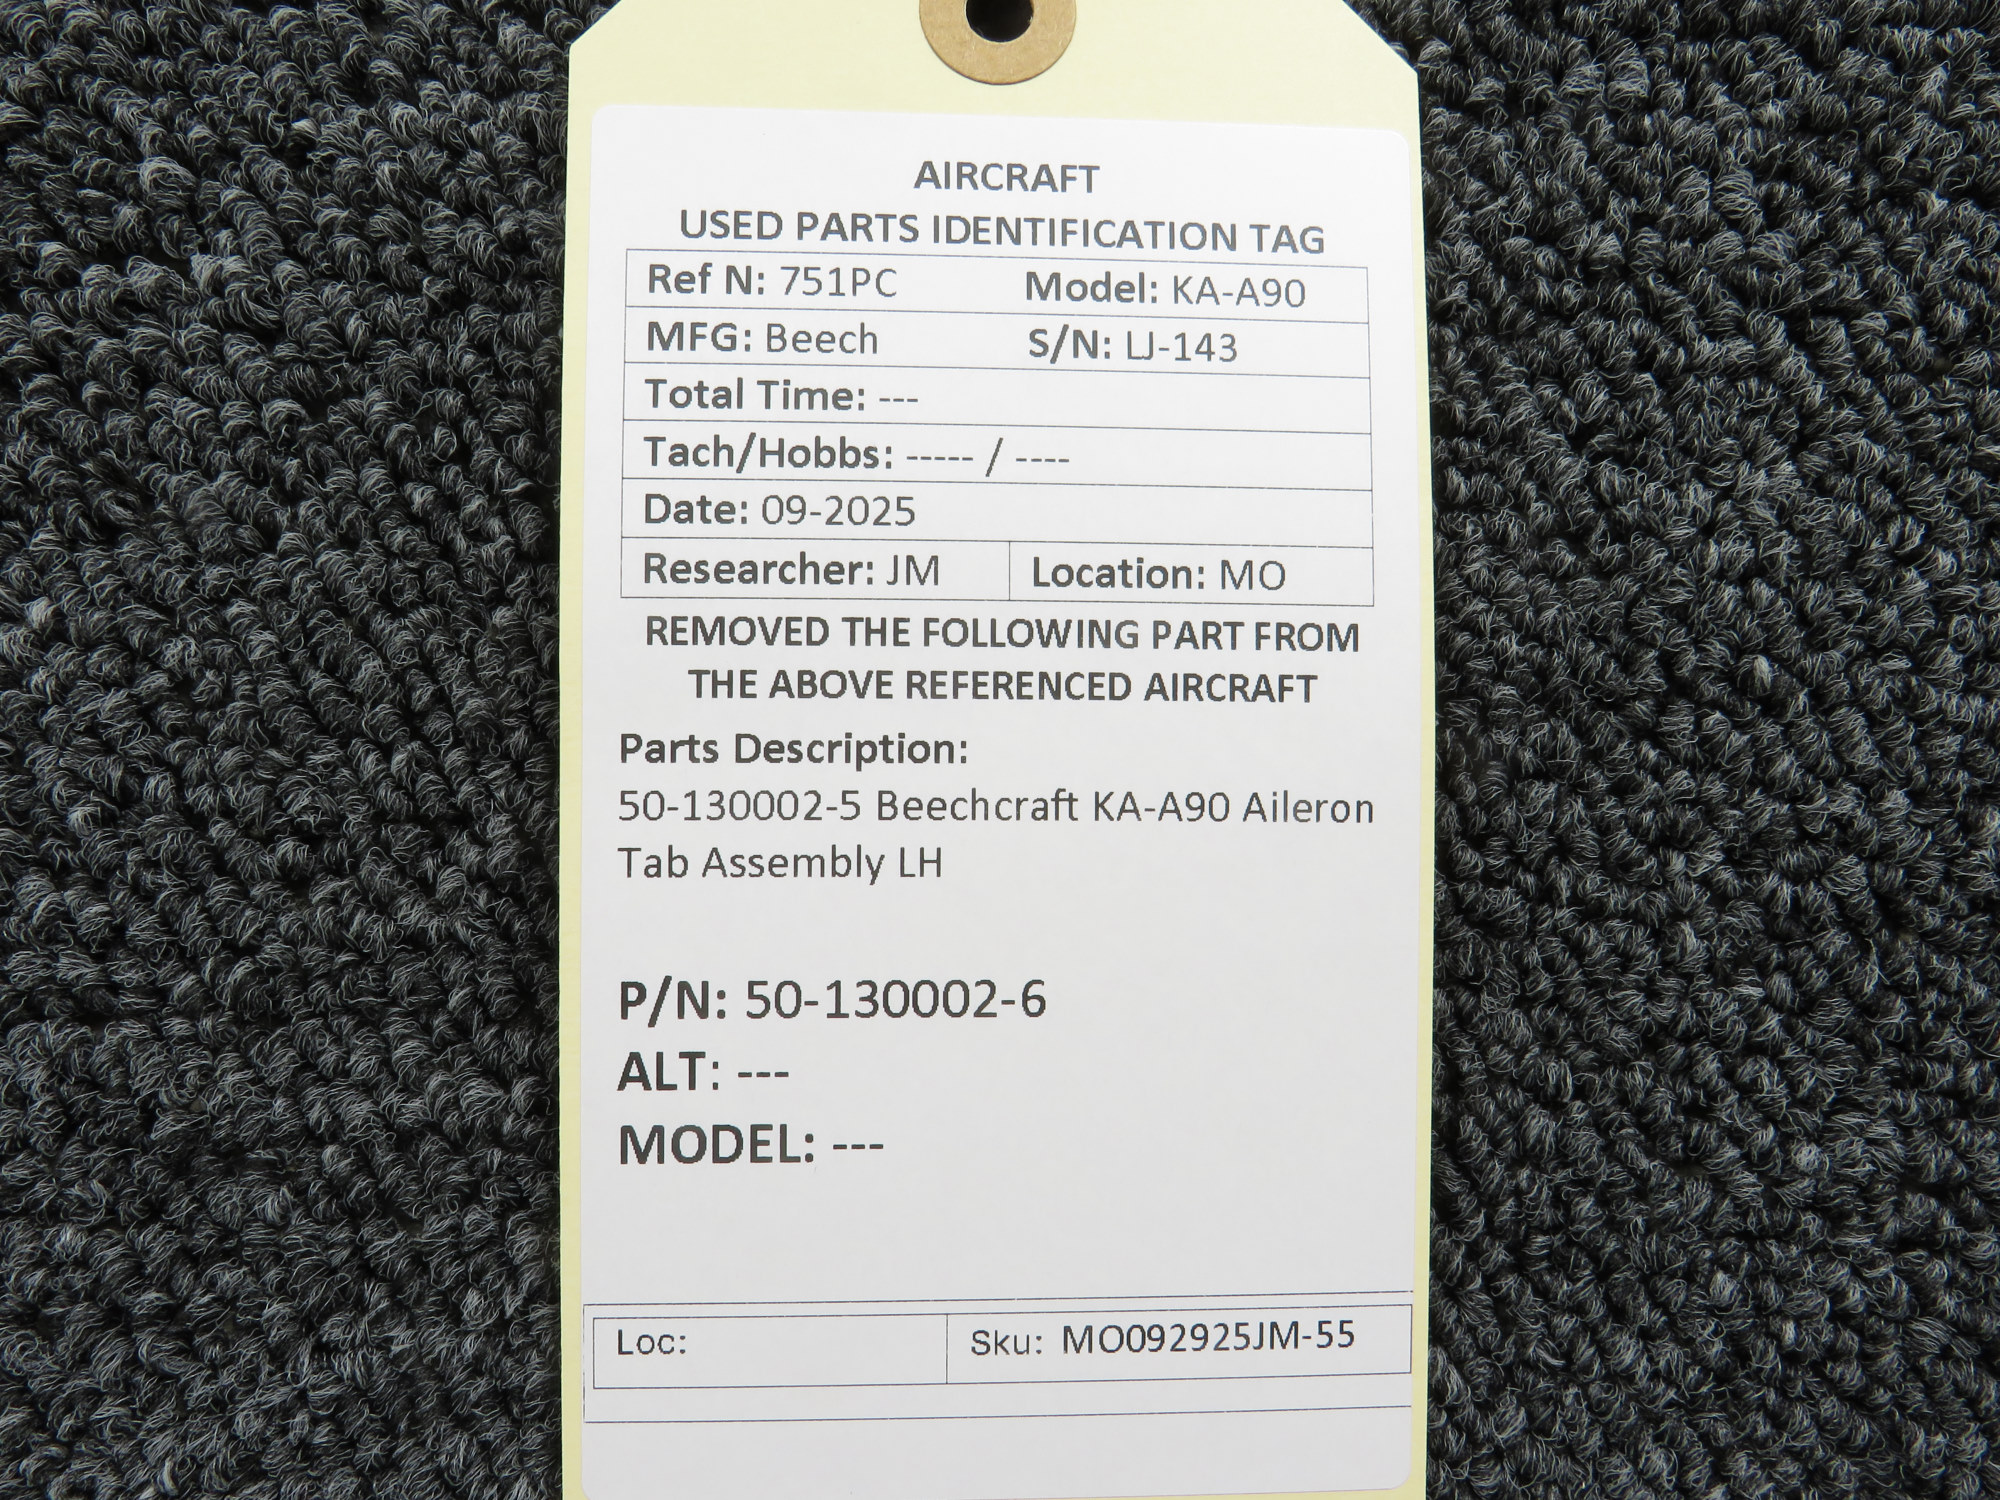 AIRCRAFT
USED PARTS IDENTIFICATION TAG
Ref N: 751PC Model: KA-A90
MFG: Beech S/N: LJ-143
Total Time: ---
Tach/Hobbs: ----- / ----
Date: 09-2025
Researcher: JM Location: MO
REMOVED THE FOLLOWING PART FROM
THE ABOVE REFERENCED AIRCRAFT
Parts Description:
50-130002-5 Beechcraft KA-A90 Aileron
Tab Assembly LH
P/N: 50-130002-6
ALT: ---
MODEL: ---
Loc: Sku: MO092925JM-55